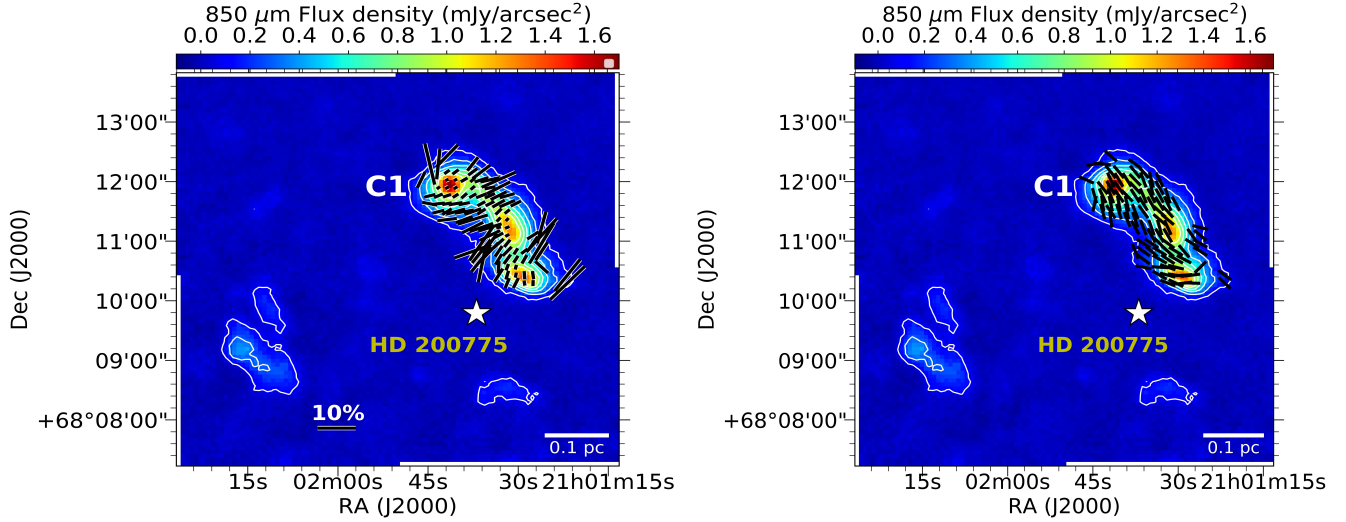 850 μm Flux density (mJy/arcsec²)
0.0 0.2 0.4 0.6 0.8 1.0 1.2 1.4 1.6
13'00"
12'00"
11'00"
10'00"
09'00"
+68°08'00"
Dec (J2000)
C1
HD 200775
10%
0.1 pc
15s 02m00s 45s 30s 21h01m15s
RA (J2000)
850 μm Flux density (mJy/arcsec²)
0.0 0.2 0.4 0.6 0.8 1.0 1.2 1.4 1.6
13'00"
12'00"
11'00"
10'00"
09'00"
+68°08'00"
Dec (J2000)
C1
HD 200775
0.1 pc
15s 02m00s 45s 30s 21h01m15s
RA (J2000)